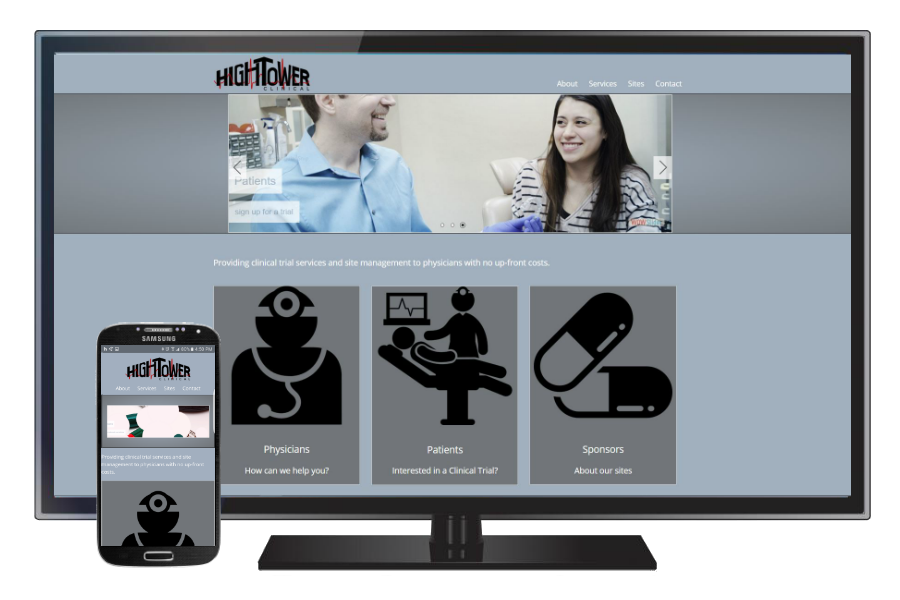 HIGHTOWER
CLINICAL
About Services Sites Contact
Patients
sign up for a trial
Providing clinical trial services and site management to physicians with no up-front costs.
Physicians
How can we help you?
Patients
Interested in a Clinical Trial?
Sponsors
About our sites
SAMSUNG
HIGHTOWER
CLINICAL
About Services Sites Contact
Providing clinical trial services and site
management to physicians with no up-front
costs.